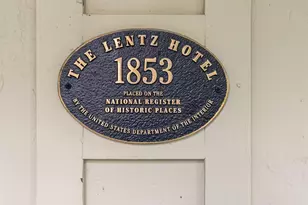 THE LENTZ HOTEL
1853
PLACED ON THE
NATIONAL REGISTER
OF HISTORIC PLACES
BY THE UNITED STATES DEPARTMENT OF THE INTERIOR